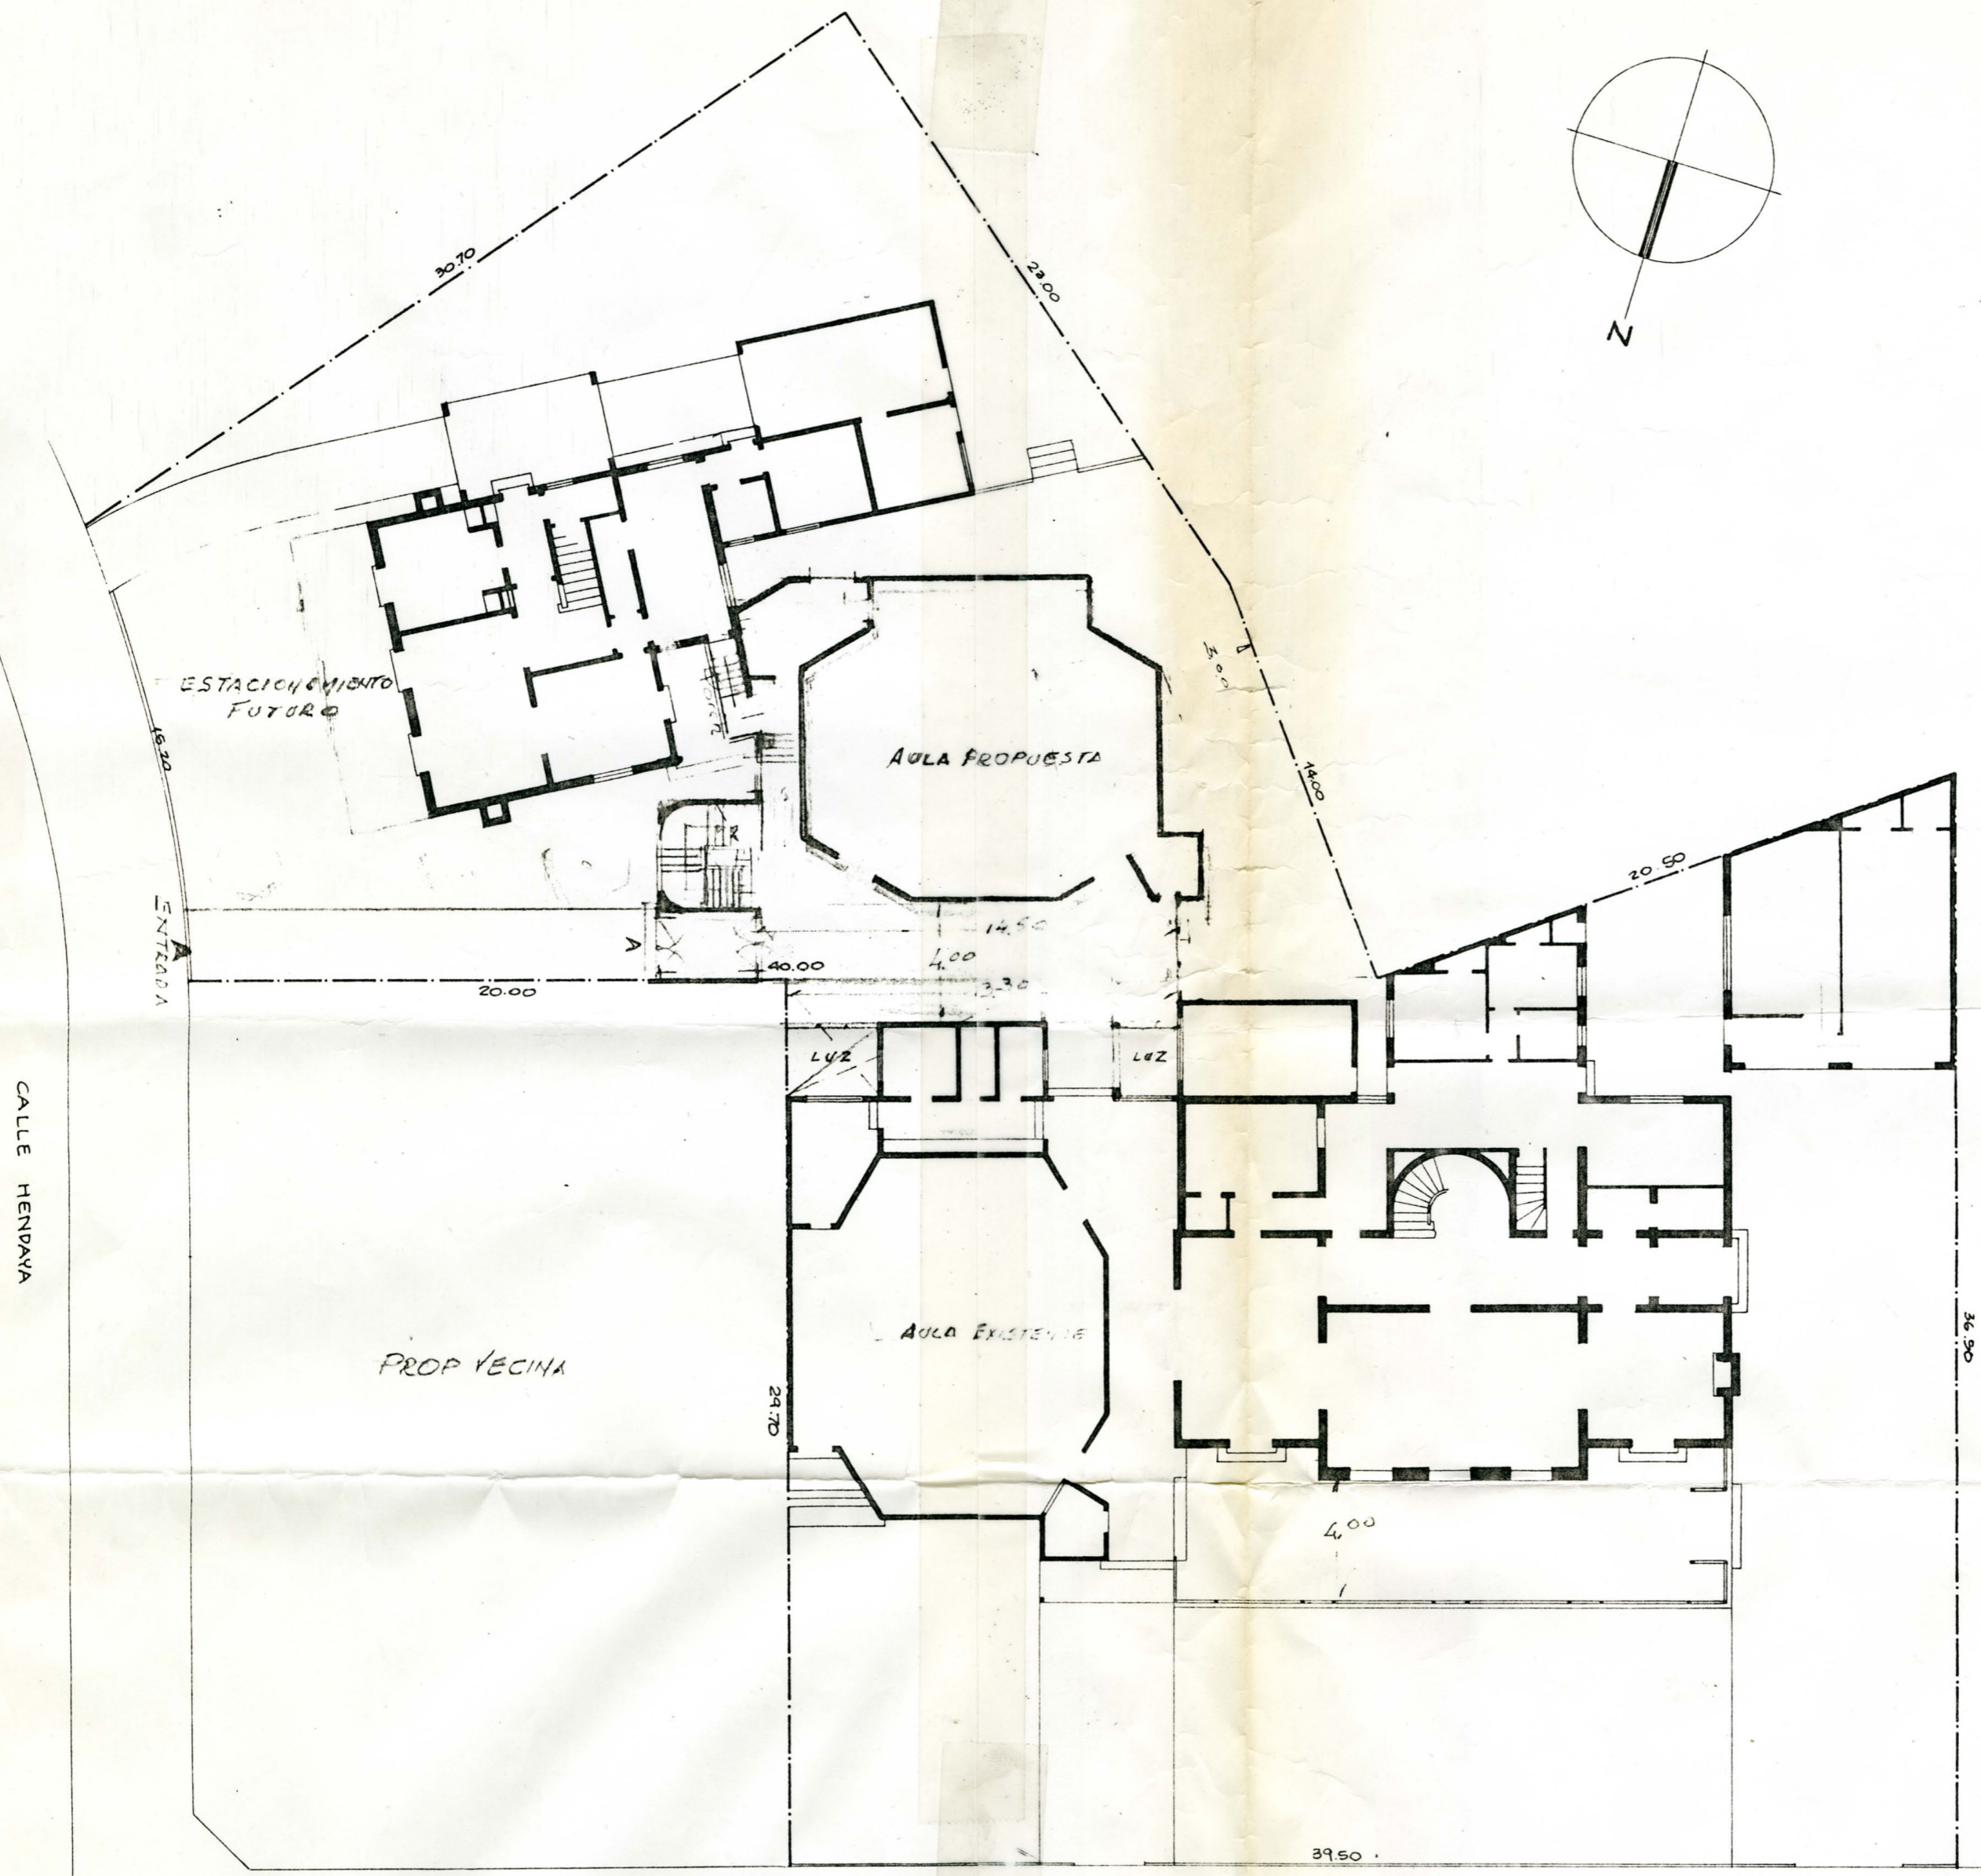 30.70
23.00
N
ESTACIONAMIENTO
FUTURO
16.20
AULA PROPUESTA
3.00
14.00
20.50
A
ENTRADA
A
14.50
4.00
40.00
20.00
13.30
LUZ
LUZ
CALLE HENDAYA
AULA EXISTENTE
PROP VECINA
29.70
36.90
4.00
39.50